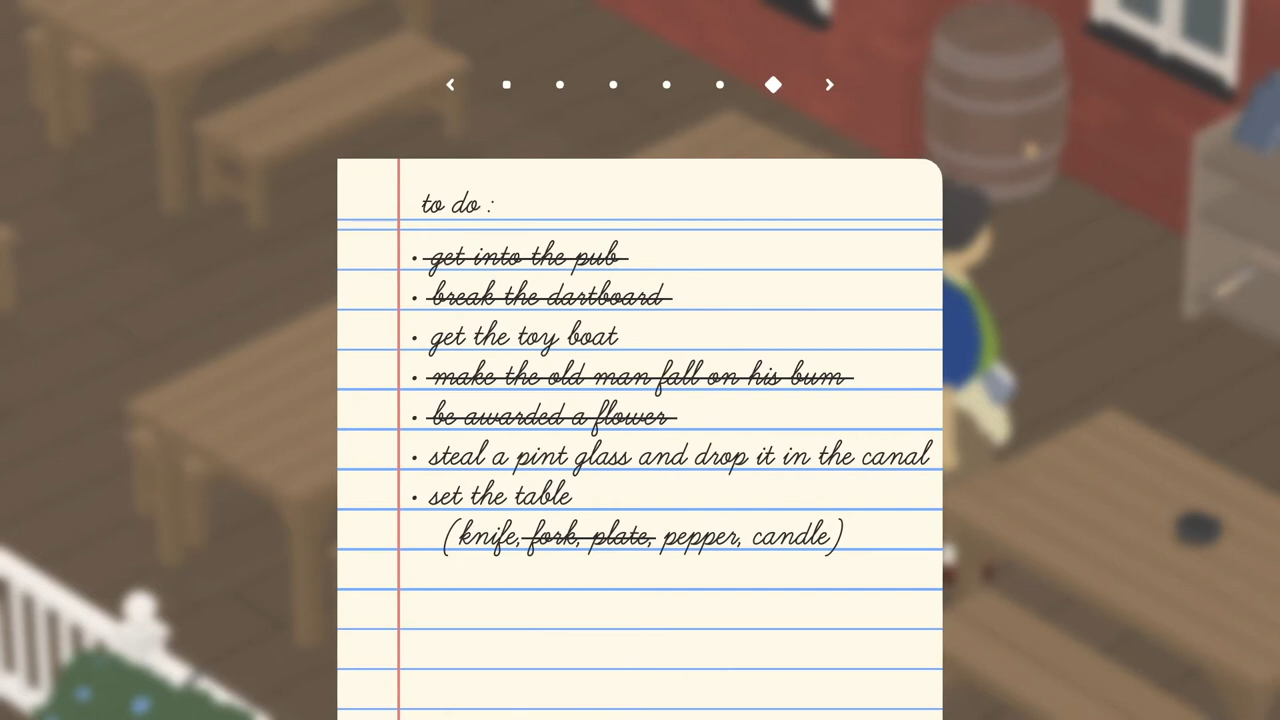 to do :
• get into the pub
• break the dartboard
• get the toy boat
• make the old man fall on his bum
• be awarded a flower
• steal a pint glass and drop it in the canal
• set the table
(knife, fork, plate, pepper, candle)